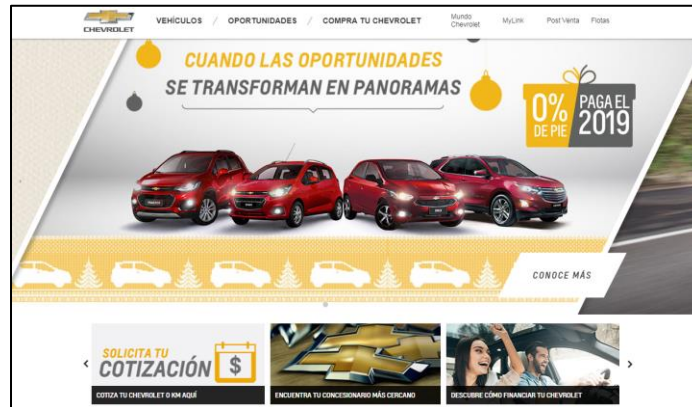 CHEVROLET
VEHÍCULOS / OPORTUNIDADES / COMPRA TU CHEVROLET
Mundo
Chevrolet
MyLink
Post Venta
Flotas
CUANDO LAS OPORTUNIDADES
SE TRANSFORMAN EN PANORAMAS
0%
DE PIE
PAGA EL
2019
CONOCE MÁS
SOLICITA TU
COTIZACIÓN
$
COTIZA TU CHEVROLET 0 KM AQUÍ
ENCUENTRA TU CONCESIONARIO MÁS CERCANO
DESCUBRE CÓMO FINANCIAR TU CHEVROLET